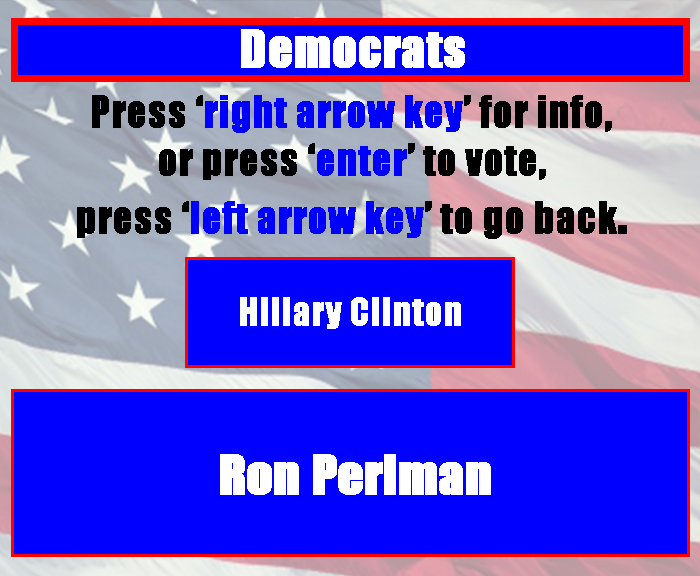 Democrats
Press ‘right arrow key’ for info,
or press ‘enter’ to vote,
press ‘left arrow key’ to go back.
Hillary Clinton
Ron Perlman